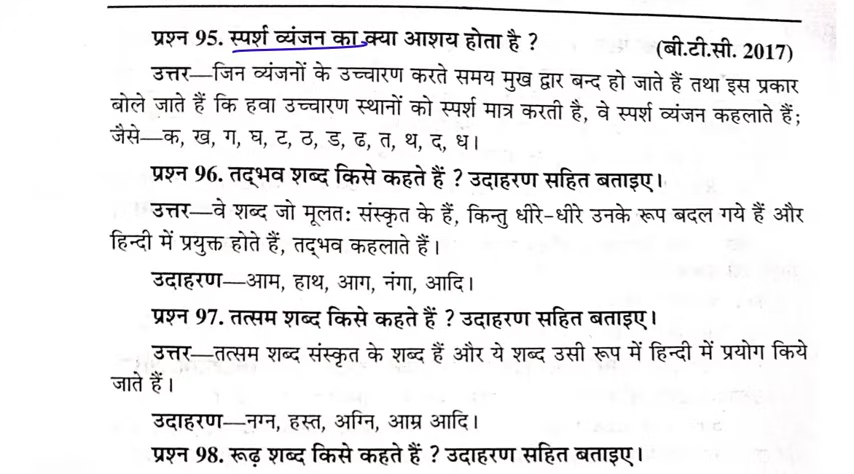 प्रश्न 95. स्पर्श व्यंजन का क्या आशय होता है ?
(बी.टी.सी. 2017)
उत्तर—जिन व्यंजनों के उच्चारण करते समय मुख द्वार बन्द हो जाते हैं तथा इस प्रकार
बोले जाते हैं कि हवा उच्चारण स्थानों को स्पर्श मात्र करती है, वे स्पर्श व्यंजन कहलाते हैं;
जैसे—क, ख, ग, घ, ट, ठ, ड, ढ, त, थ, द, ध।
प्रश्न 96. तद्‌भव शब्द किसे कहते हैं ? उदाहरण सहित बताइए।
उत्तर—वे शब्द जो मूलत: संस्कृत के हैं, किन्तु धीरे-धीरे उनके रूप बदल गये हैं और
हिन्दी में प्रयुक्त होते हैं, तद्‌भव कहलाते हैं।
उदाहरण—आम, हाथ, आग, नंगा, आदि।
प्रश्न 97. तत्सम शब्द किसे कहते हैं ? उदाहरण सहित बताइए।
उत्तर—तत्सम शब्द संस्कृत के शब्द हैं और ये शब्द उसी रूप में हिन्दी में प्रयोग किये
जाते हैं।
उदाहरण—नग्न, हस्त, अग्नि, आम्र आदि।
प्रश्न 98. रूढ़ शब्द किसे कहते हैं ? उदाहरण सहित बताइए।